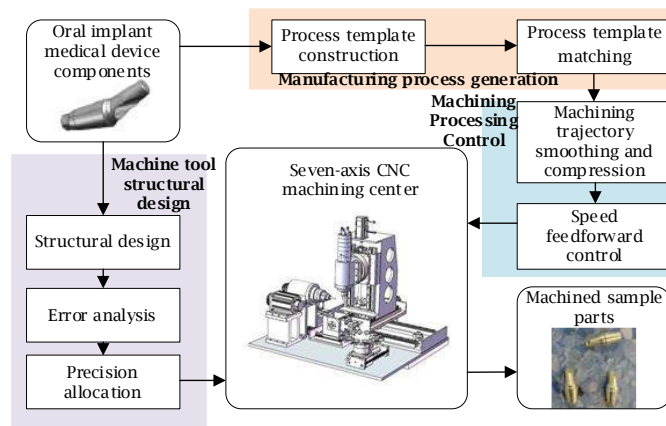 Oral implant
medical device
components
Process template
construction
Process template
matching
Manufacturing process generation
Machining
Processing
Control
Machining
trajectory
smoothing and
compression
Speed
feedforward
control
Machine tool
structural
design
Structural design
Error analysis
Precision
allocation
Seven-axis CNC
machining center
Machined sample
parts